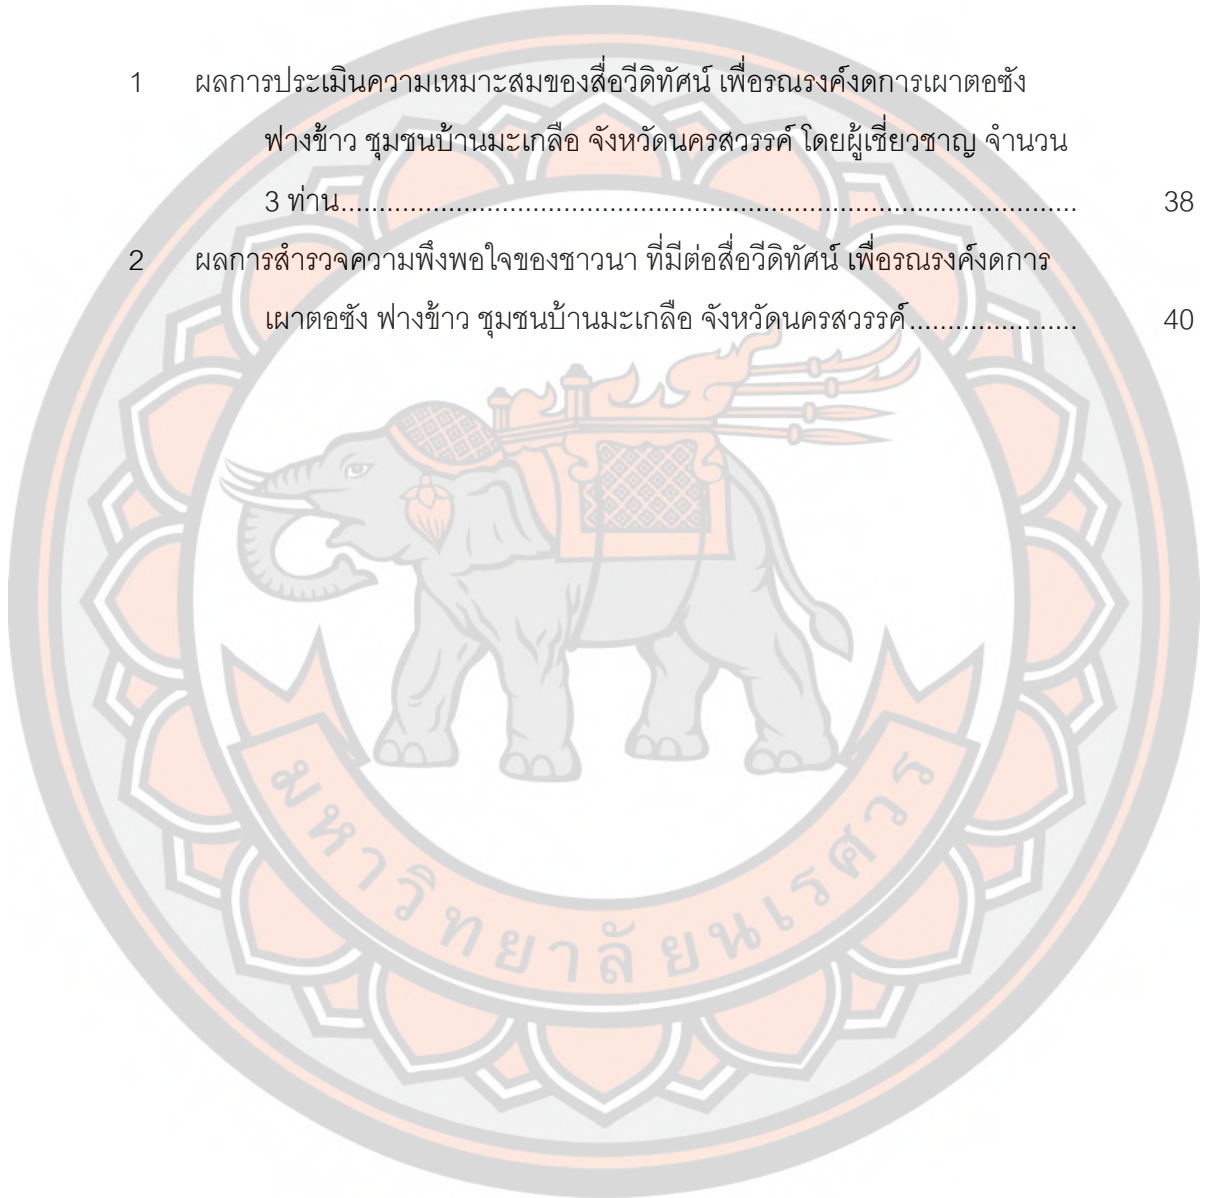 1 ผลการประเมินความเหมาะสมของสื่อวีดิทัศน์ เพื่อรณรงค์งดการเผาตอซัง
ฟางข้าว ชุมชนบ้านมะเกลือ จังหวัดนครสวรรค์ โดยผู้เชี่ยวชาญ จำนวน
3 ท่าน................................................................................................ 38
2 ผลการสำรวจความพึงพอใจของชาวนา ที่มีต่อสื่อวีดิทัศน์ เพื่อรณรงค์งดการ
เผาตอซัง ฟางข้าว ชุมชนบ้านมะเกลือ จังหวัดนครสวรรค์...................... 40
มหาวิทยาลัยนเรศวร